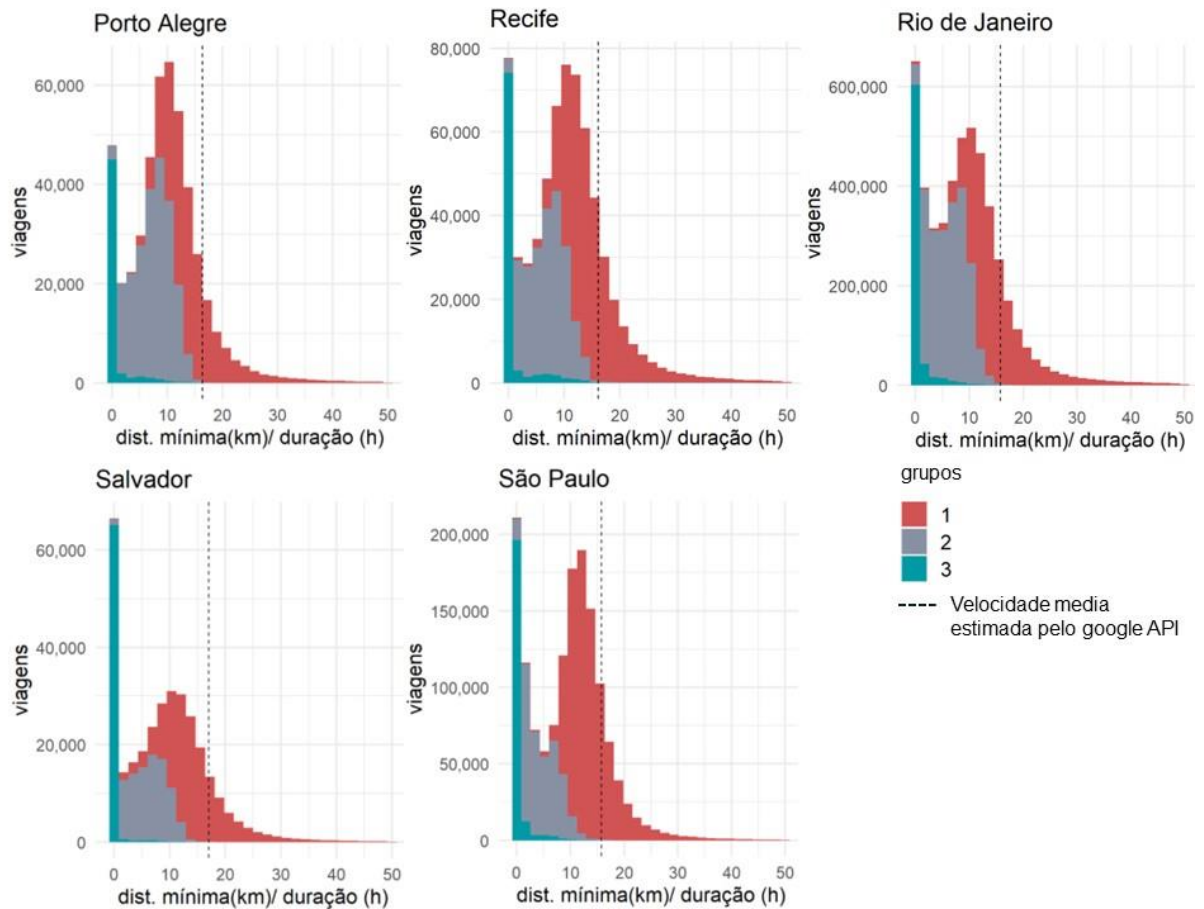 Porto Alegre
60,000
40,000
20,000
0
viagens
0 10 20 30 40 50
dist. mínima(km)/ duração (h)
Recife
80,000
60,000
40,000
20,000
0
viagens
0 10 20 30 40 50
dist. mínima(km)/ duração (h)
Rio de Janeiro
600,000
400,000
200,000
0
viagens
0 10 20 30 40 50
dist. mínima(km)/ duração (h)
Salvador
60,000
40,000
20,000
0
viagens
0 10 20 30 40 50
dist. mínima(km)/ duração (h)
São Paulo
200,000
150,000
100,000
50,000
0
viagens
0 10 20 30 40 50
dist. mínima(km)/ duração (h)
grupos
1
2
3
Velocidade media
estimada pelo google API